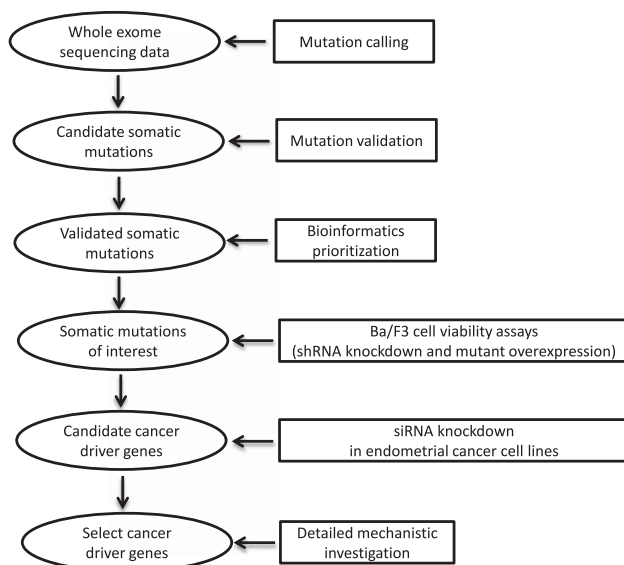 Whole exome
sequencing data
Mutation calling
Candidate somatic
mutations
Mutation validation
Validated somatic
mutations
Bioinformatics
prioritization
Somatic mutations
of interest
Ba/F3 cell viability assays
(shRNA knockdown and mutant overexpression)
Candidate cancer
driver genes
siRNA knockdown
in endometrial cancer cell lines
Select cancer
driver genes
Detailed mechanistic
investigation